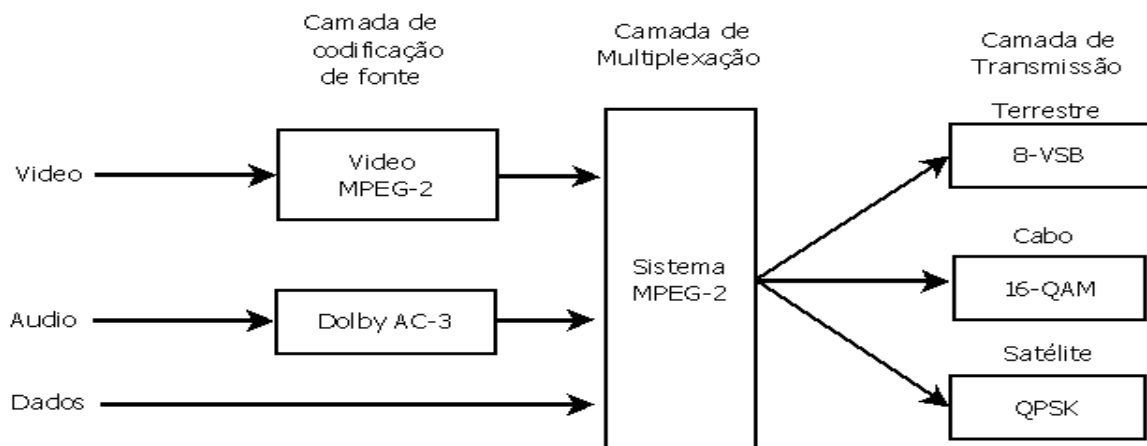 Camada de
codificação
de fonte
Camada de
Multiplexação
Camada de
Transmissão
Terrestre
Video
Video
MPEG-2
8-VSB
Cabo
Sistema
MPEG-2
16-QAM
Audio
Dolby AC-3
Satélite
Dados
QPSK